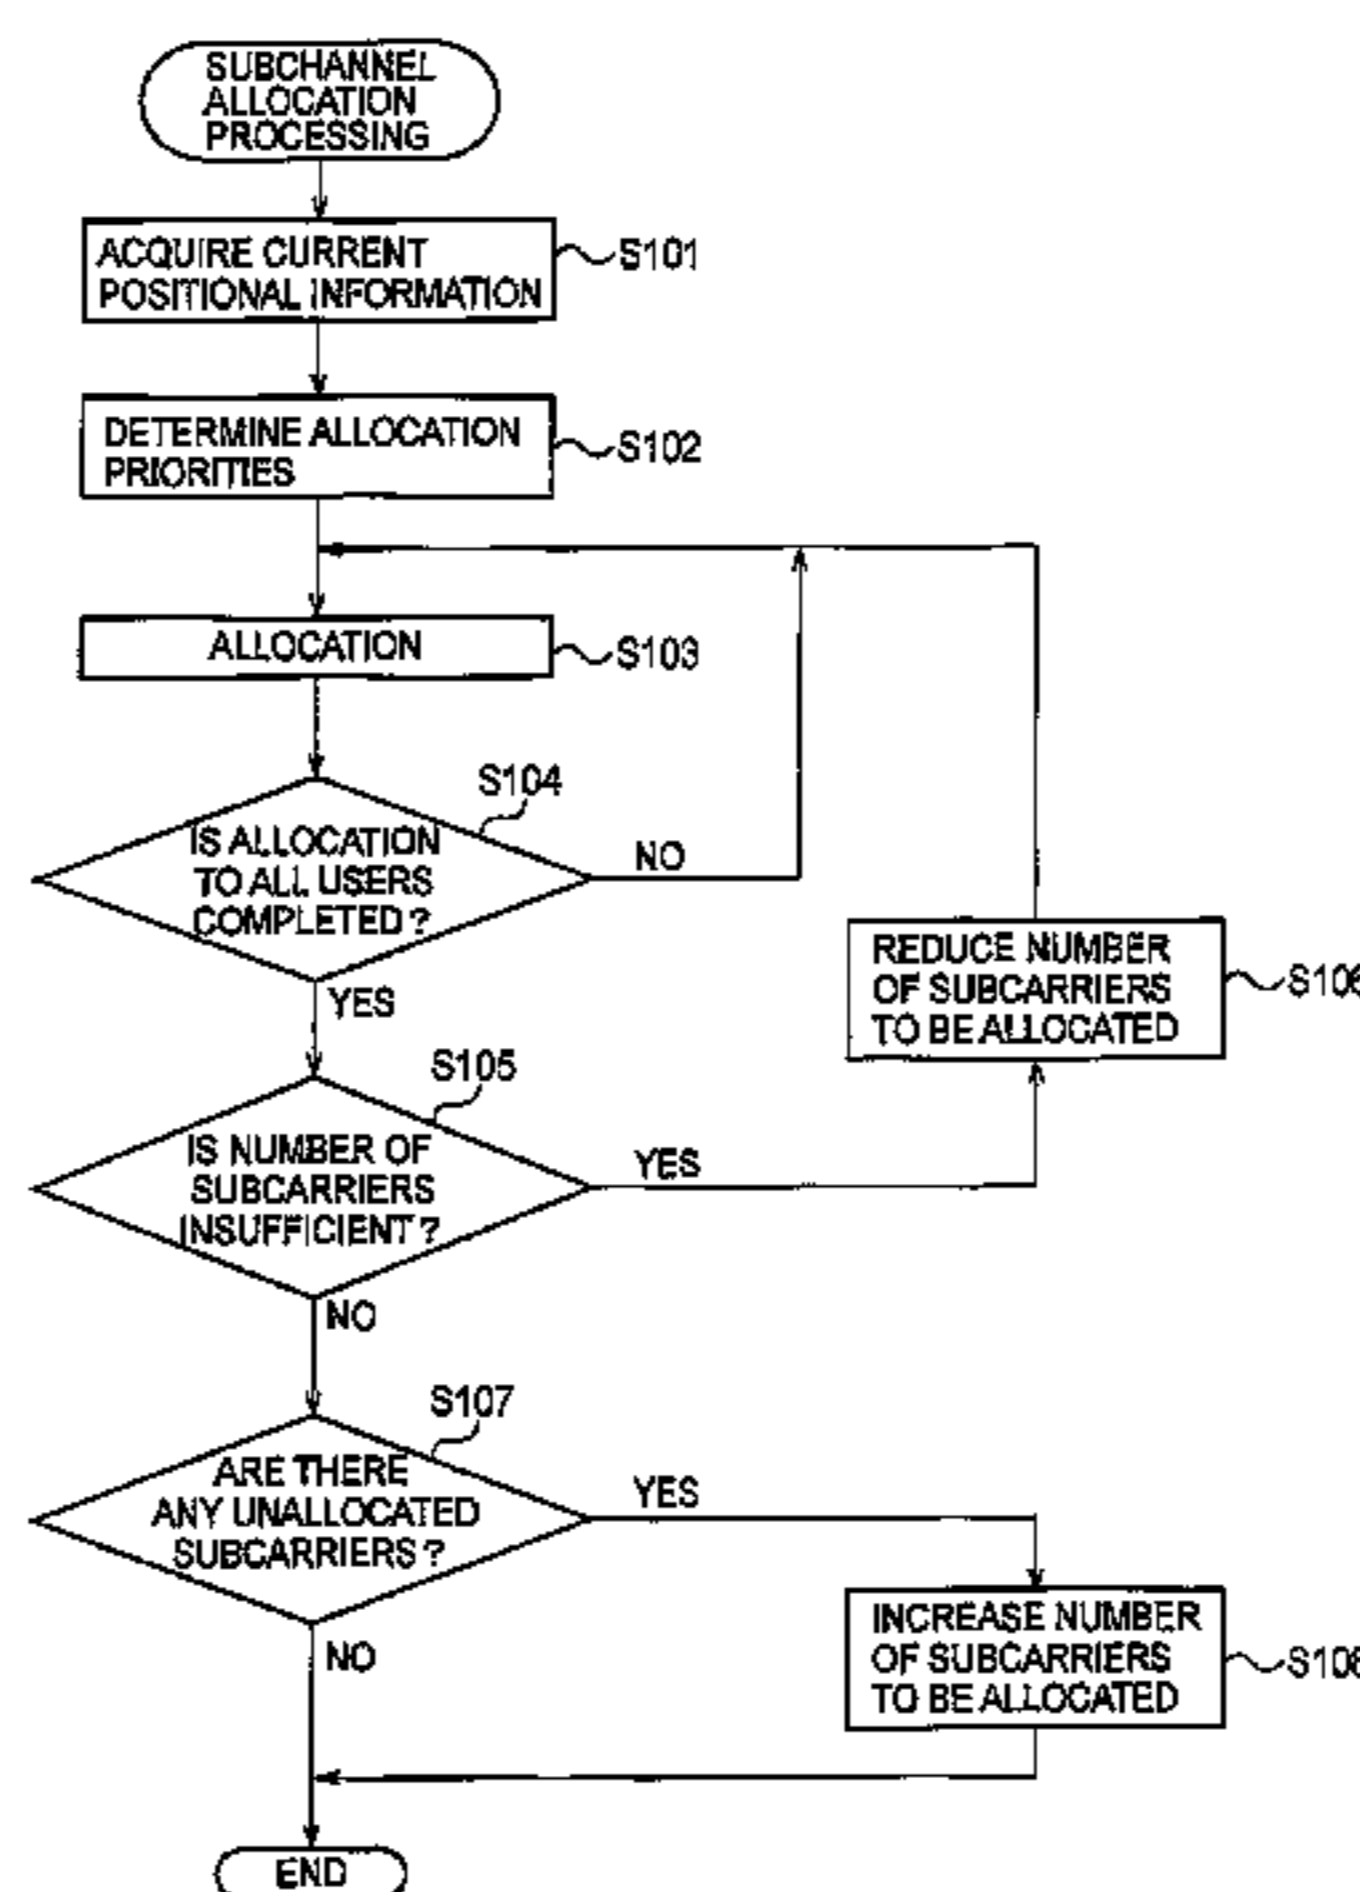 SUBCHANNEL
ALLOCATION
PROCESSING
ACQUIRE CURRENT
POSITIONAL INFORMATION
S101
DETERMINE ALLOCATION
PRIORITIES
S102
ALLOCATION
S103
S104
IS ALLOCATION
TO ALL USERS
COMPLETED?
NO
YES
REDUCE NUMBER
OF SUBCARRIERS
TO BE ALLOCATED
S106
S105
IS NUMBER OF
SUBCARRIERS
INSUFFICIENT?
YES
NO
S107
ARE THERE
ANY UNALLOCATED
SUBCARRIERS?
YES
NO
INCREASE NUMBER
OF SUBCARRIERS
TO BE ALLOCATED
END